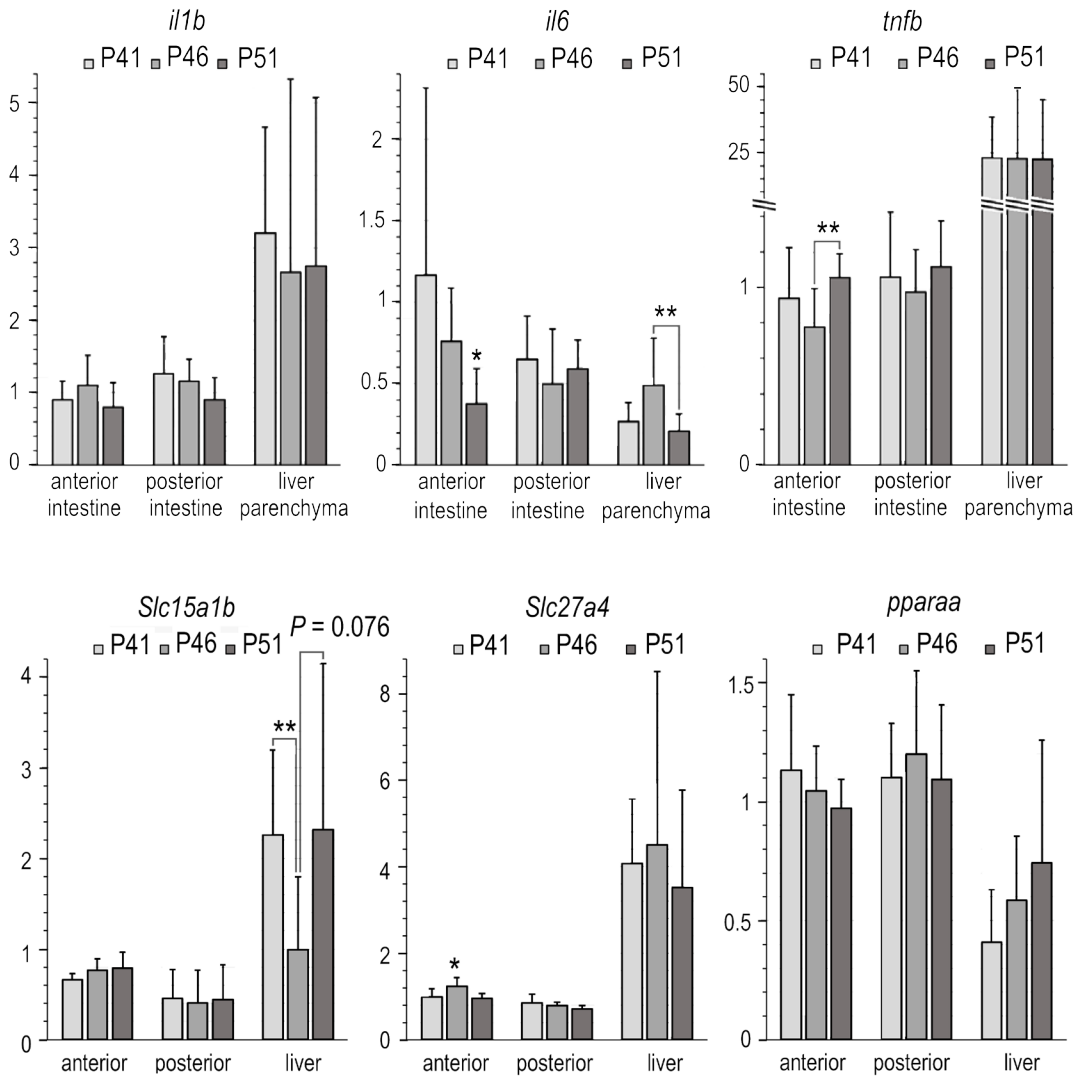 il1b
P41 P46 P51
5
4
3
2
1
0
anterior posterior liver
intestine intestine parenchyma
il6
P41 P46 P51
2
1.5
1
0.5
0
*
**
anterior posterior liver
intestine intestine parenchyma
tnfb
P41 P46 P51
50
25
1
0
**
anterior posterior liver
intestine intestine parenchyma
Slc15a1b
P = 0.076
P41 P46 P51
4
3
2
1
0
**
anterior posterior liver
Slc27a4
P41 P46 P51
8
6
4
2
0
*
anterior posterior liver
pparaa
P41 P46 P51
1.5
1
0.5
0
anterior posterior liver